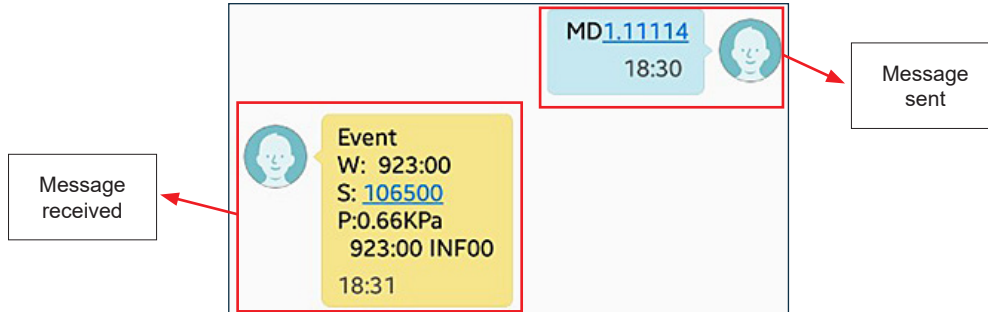 MD1.11114
18:30
Message
sent
Event
W: 923:00
S: 106500
P:0.66KPa
923:00 INF00
18:31
Message
received